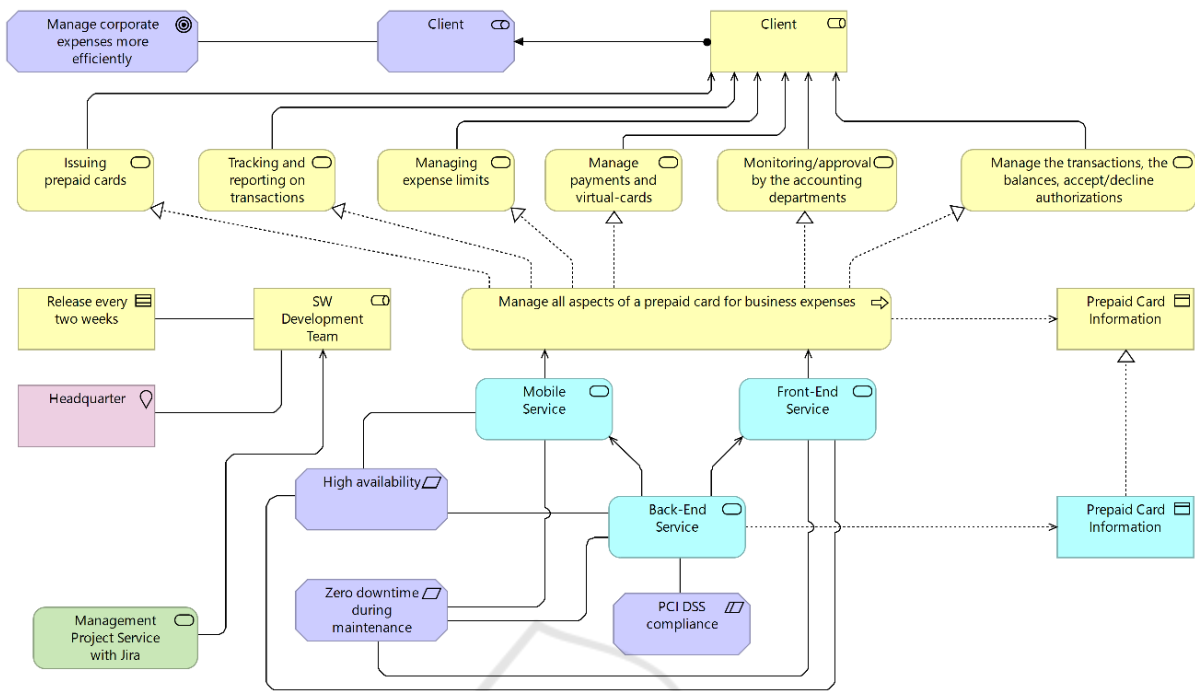 Manage corporate
expenses more
efficiently
Client
Client
Issuing
prepaid cards
Tracking and
reporting on
transactions
Managing
expense limits
Manage
payments and
virtual-cards
Monitoring/approval
by the accounting
departments
Manage the transactions, the
balances, accept/decline
authorizations
Release every
two weeks
SW
Development
Team
Manage all aspects of a prepaid card for business expenses
Prepaid Card
Information
Headquarter
Mobile
Service
Front-End
Service
High availability
Back-End
Service
Prepaid Card
Information
Zero downtime
during
maintenance
PCI DSS
compliance
Management
Project Service
with Jira